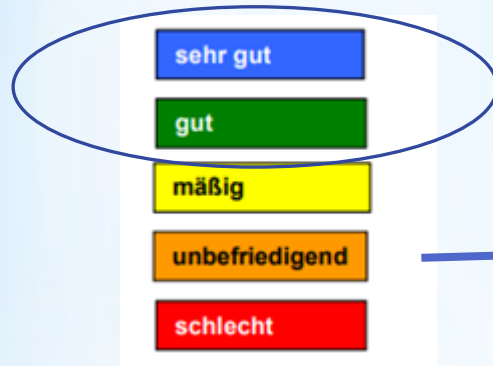 sehr gut
gut
mäßig
unbefriedigend
schlecht